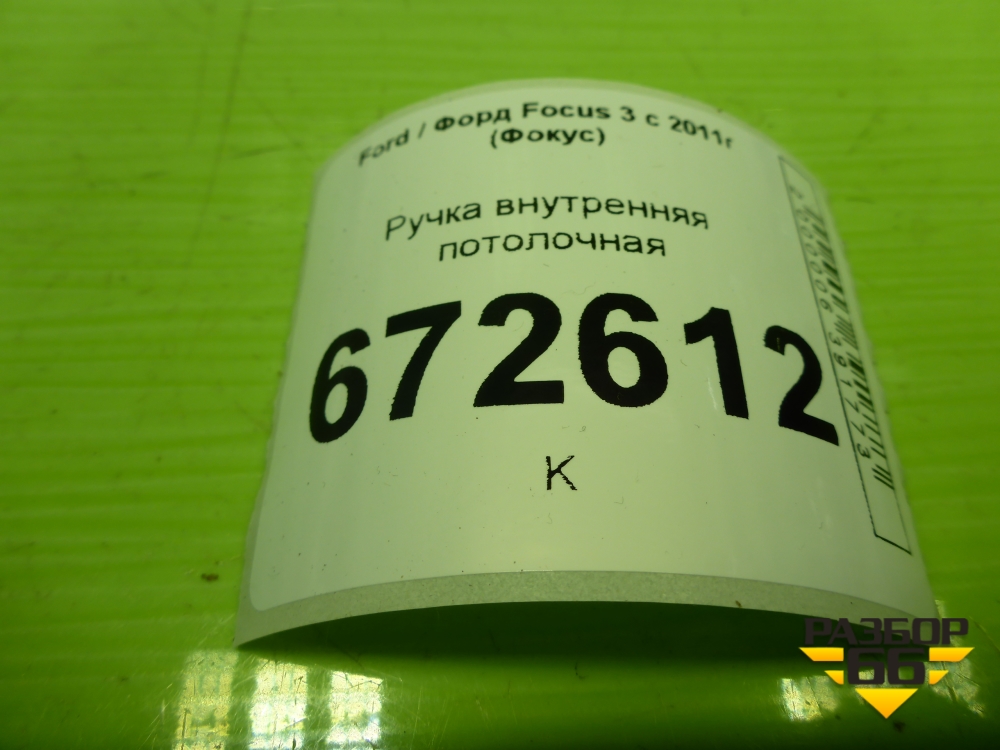 Ford / Форд Focus 3 с 2011г
(Фокус)
Ручка внутренняя
потолочная
672612
К
РАЗБОР
66